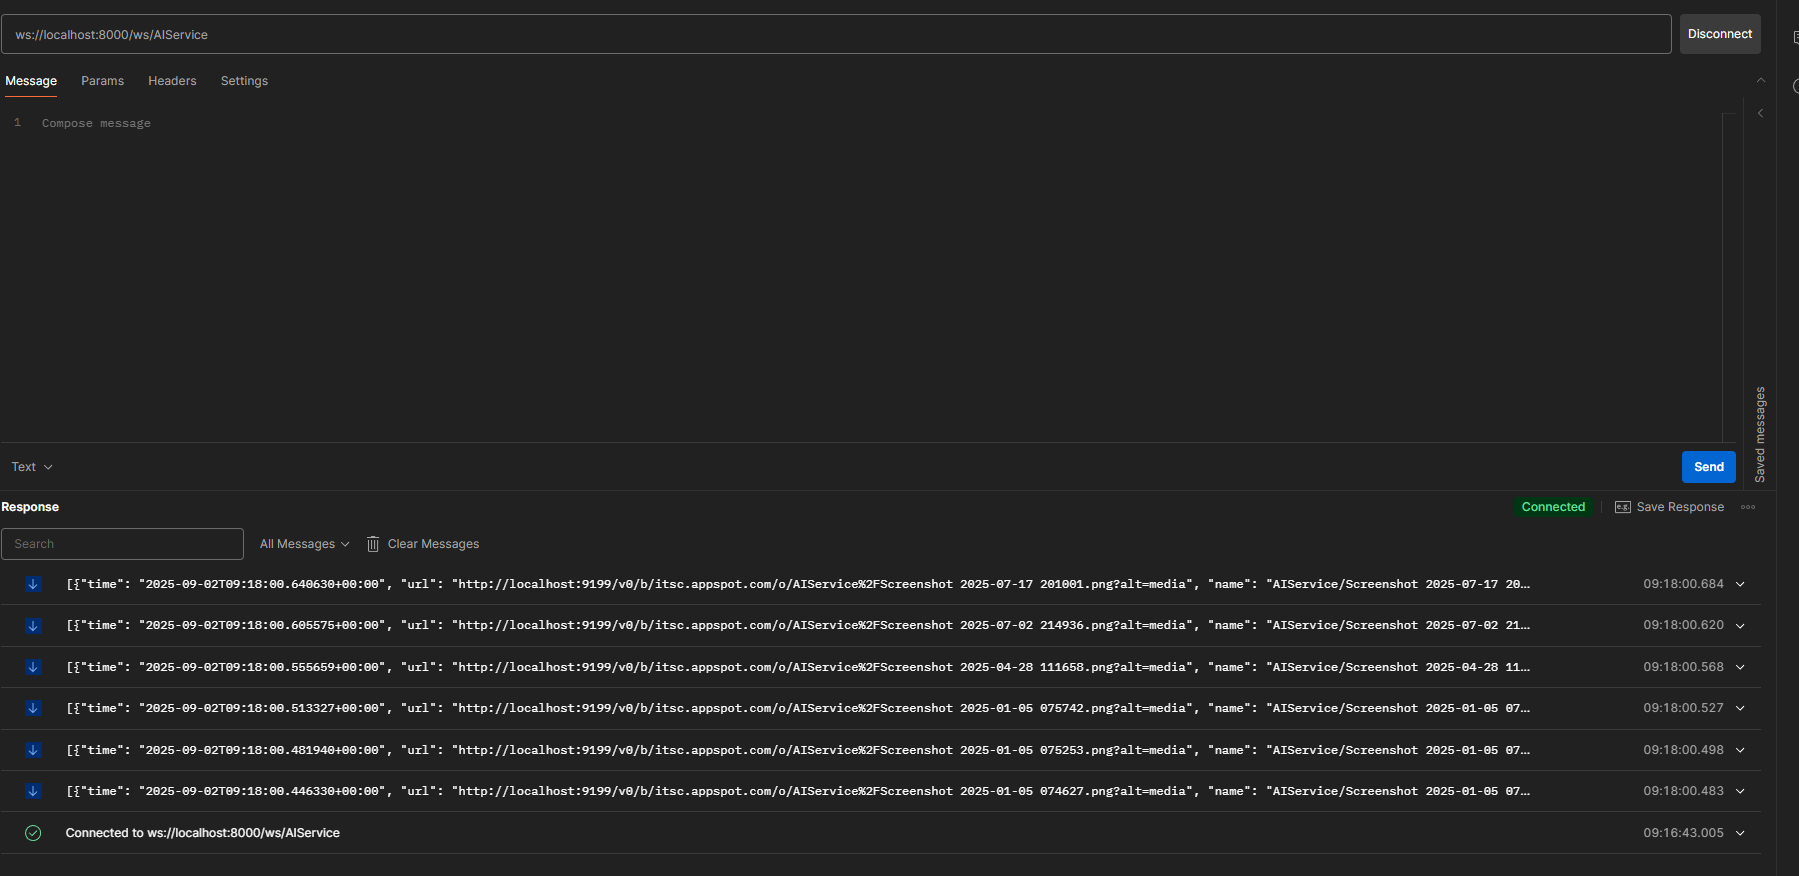 ws://localhost:8000/ws/AIService
Disconnect
Message Params Headers Settings
1 Compose message
Saved messages
Text
Send
Response
Connected
e.g. Save Response
Search
All Messages
Clear Messages
[{"time": "2025-09-02T09:18:00.640630+00:00", "url": "http://localhost:9199/v0/b/itsc.appspot.com/o/AIService%2FScreenshot 2025-07-17 201001.png?alt=media", "name": "AIService/Screenshot 2025-07-17 20... 09:18:00.684
[{"time": "2025-09-02T09:18:00.605575+00:00", "url": "http://localhost:9199/v0/b/itsc.appspot.com/o/AIService%2FScreenshot 2025-07-02 214936.png?alt=media", "name": "AIService/Screenshot 2025-07-02 21... 09:18:00.620
[{"time": "2025-09-02T09:18:00.555659+00:00", "url": "http://localhost:9199/v0/b/itsc.appspot.com/o/AIService%2FScreenshot 2025-04-28 111658.png?alt=media", "name": "AIService/Screenshot 2025-04-28 11... 09:18:00.568
[{"time": "2025-09-02T09:18:00.513327+00:00", "url": "http://localhost:9199/v0/b/itsc.appspot.com/o/AIService%2FScreenshot 2025-01-05 075742.png?alt=media", "name": "AIService/Screenshot 2025-01-05 07... 09:18:00.527
[{"time": "2025-09-02T09:18:00.481940+00:00", "url": "http://localhost:9199/v0/b/itsc.appspot.com/o/AIService%2FScreenshot 2025-01-05 075253.png?alt=media", "name": "AIService/Screenshot 2025-01-05 07... 09:18:00.498
[{"time": "2025-09-02T09:18:00.446330+00:00", "url": "http://localhost:9199/v0/b/itsc.appspot.com/o/AIService%2FScreenshot 2025-01-05 074627.png?alt=media", "name": "AIService/Screenshot 2025-01-05 07... 09:18:00.483
Connected to ws://localhost:8000/ws/AIService 09:16:43.005